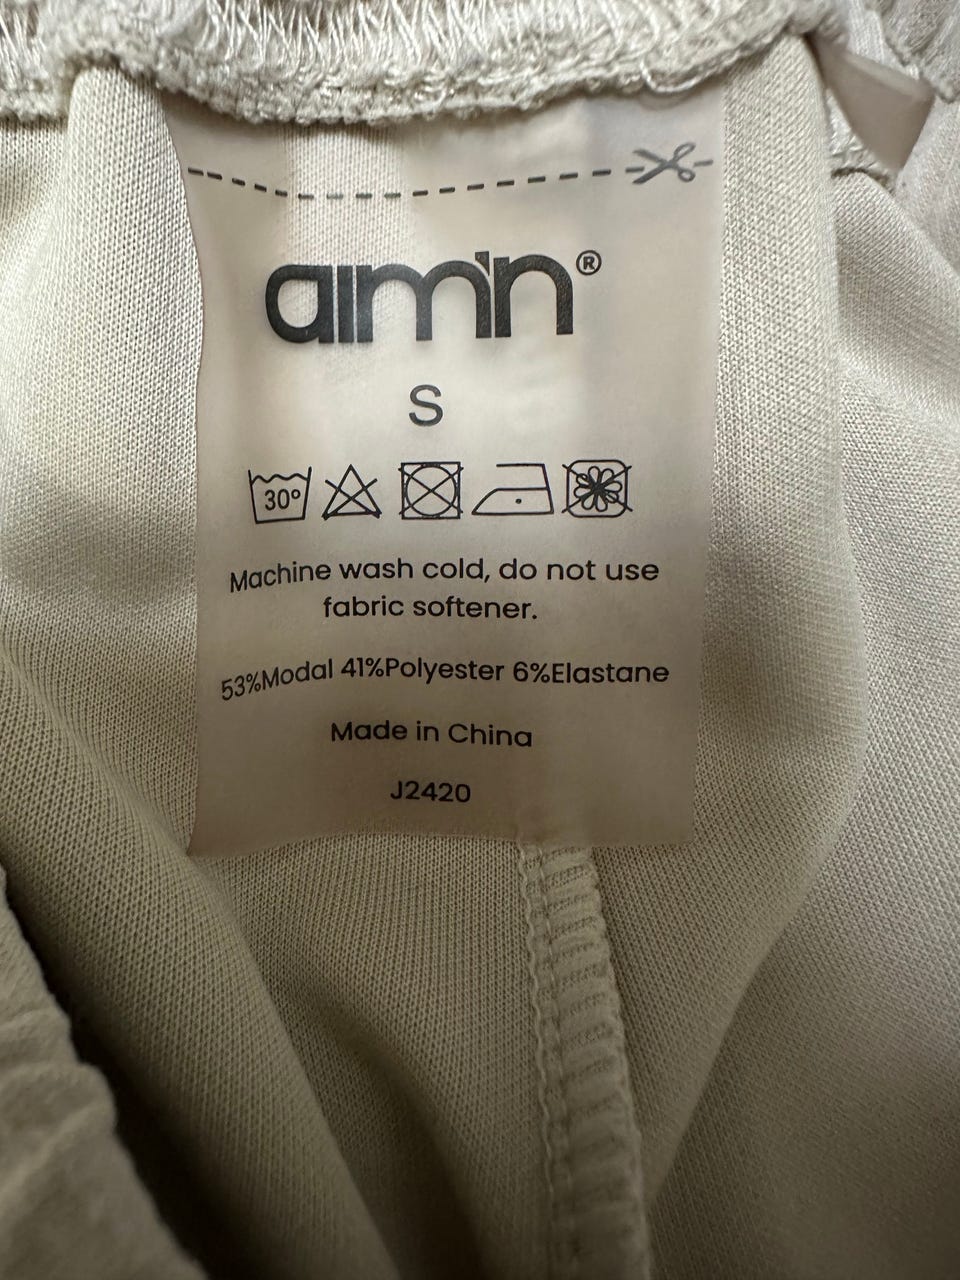 aim'n®
S
30°
Machine wash cold, do not use
fabric softener.
53%Modal 41%Polyester 6%Elastane
Made in China
J2420